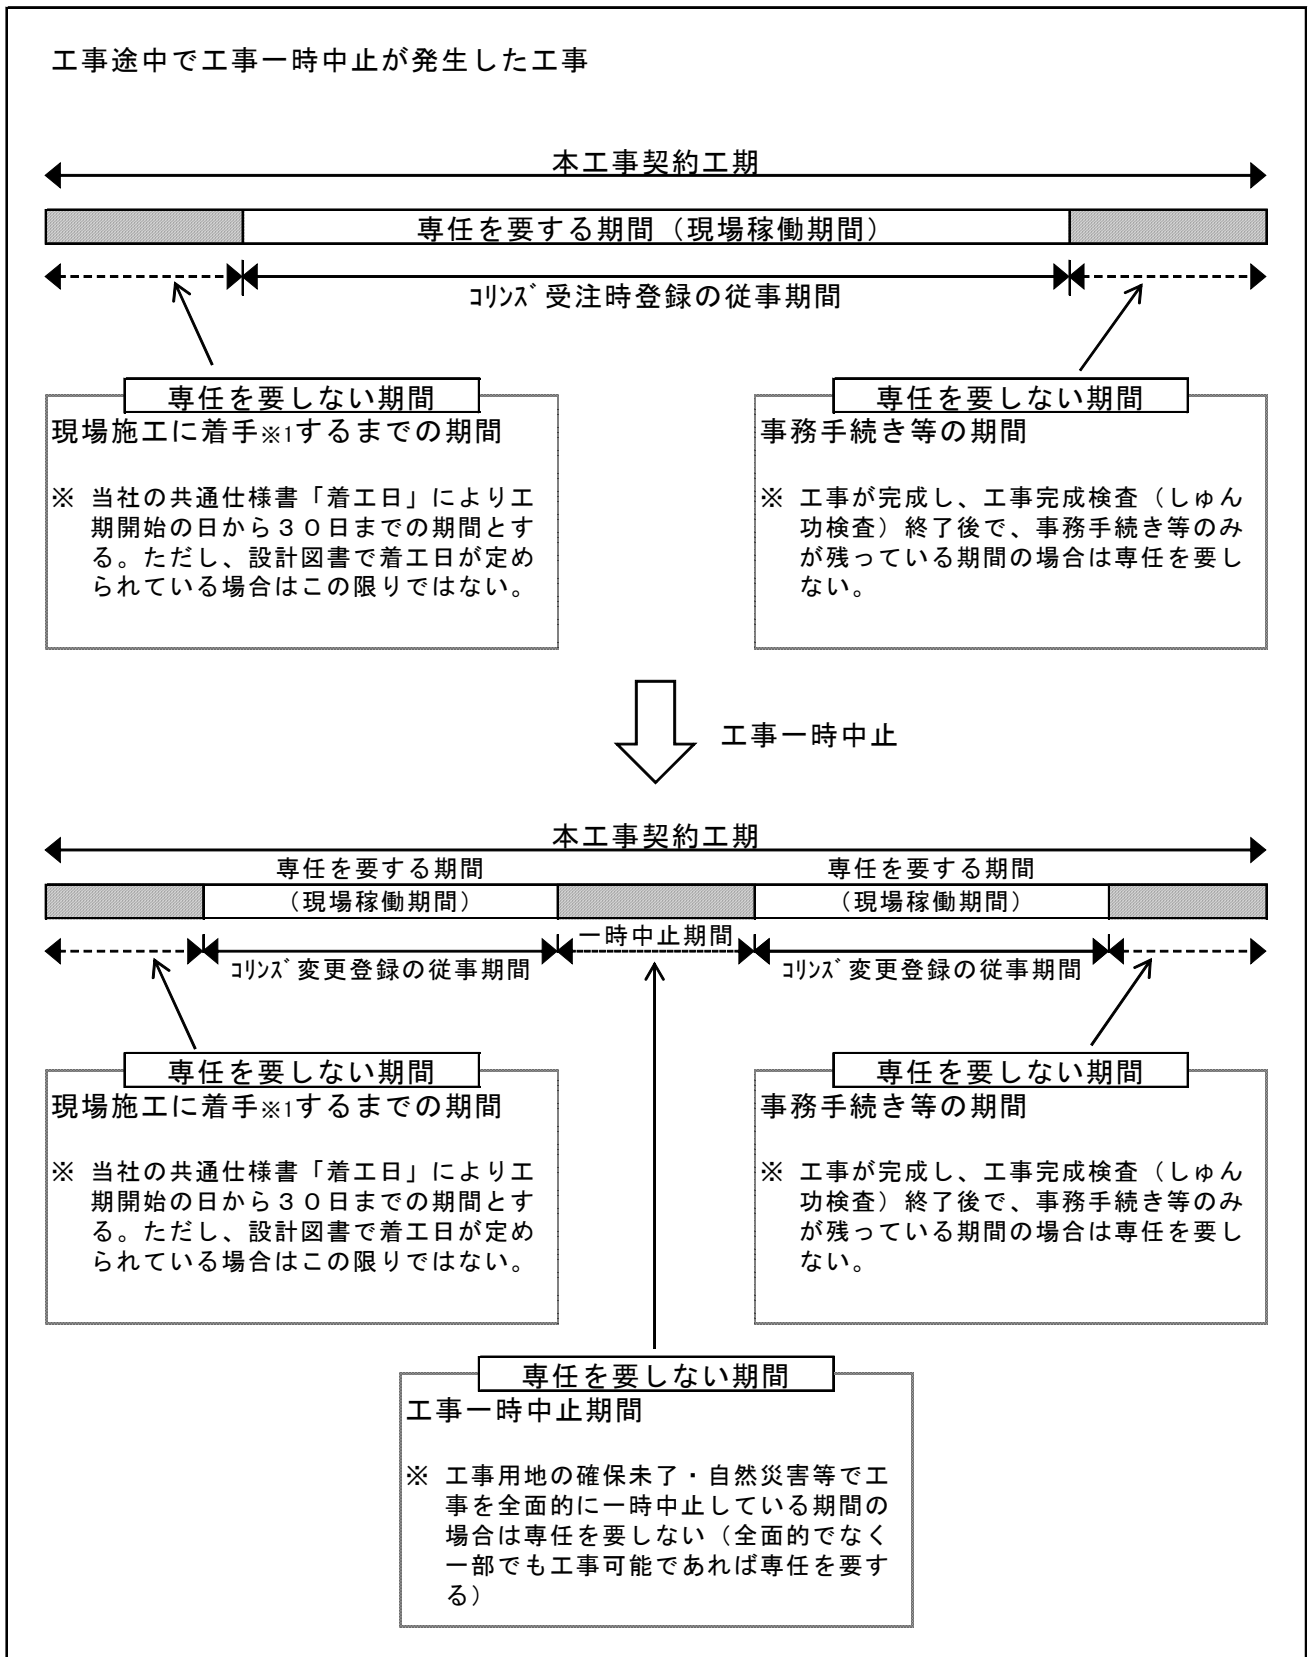 工事途中で工事一時中止が発生した工事
本工事契約工期
専任を要する期間（現場稼働期間）
ｺﾘﾝｽﾞ受注時登録の従事期間
専任を要しない期間
現場施工に着手※1するまでの期間
※ 当社の共通仕様書「着工日」により工
期開始の日から３０日までの期間とす
る。ただし、設計図書で着工日が定め
られている場合はこの限りではない。
専任を要しない期間
事務手続き等の期間
※ 工事が完成し、工事完成検査（しゅん
功検査）終了後で、事務手続き等のみ
が残っている期間の場合は専任を要し
ない。
工事一時中止
本工事契約工期
専任を要する期間
（現場稼働期間）
専任を要する期間
（現場稼働期間）
一時中止期間
ｺﾘﾝｽﾞ変更登録の従事期間
ｺﾘﾝｽﾞ変更登録の従事期間
専任を要しない期間
現場施工に着手※1するまでの期間
※ 当社の共通仕様書「着工日」により工
期開始の日から３０日までの期間とす
る。ただし、設計図書で着工日が定め
られている場合はこの限りではない。
専任を要しない期間
事務手続き等の期間
※ 工事が完成し、工事完成検査（しゅん
功検査）終了後で、事務手続き等のみ
が残っている期間の場合は専任を要し
ない。
専任を要しない期間
工事一時中止期間
※ 工事用地の確保未了・自然災害等で工
事を全面的に一時中止している期間の
場合は専任を要しない（全面的でなく
一部でも工事可能であれば専任を要す
る）